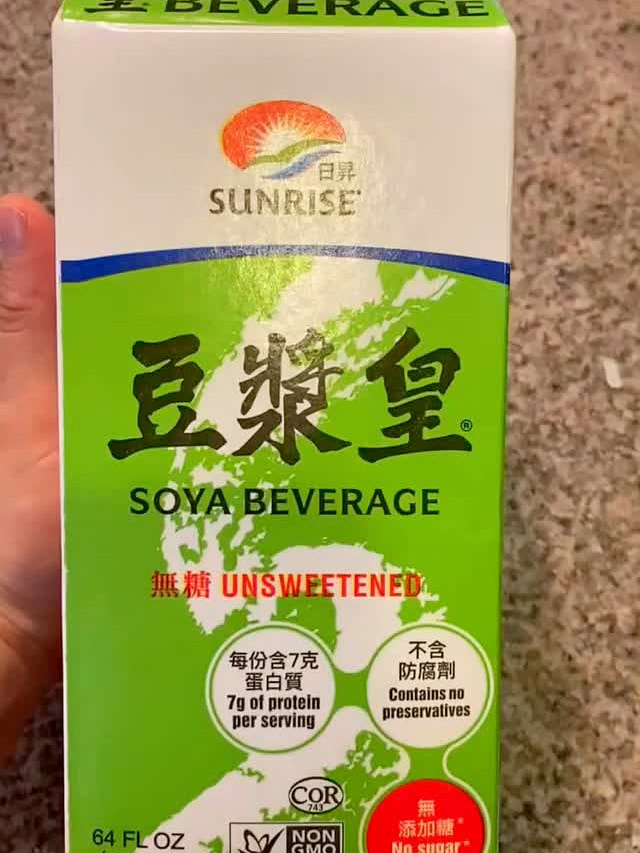 皇 BEVERAGE
日昇
SUNRISE
豆漿皇®
SOYA BEVERAGE
無糖 UNSWEETENED
每份含7克
蛋白質
7g of protein
per serving
不含
防腐劑
Contains no
preservatives
COR
743
無
添加糖*
No sugar*
64 FL OZ
NON
GMO